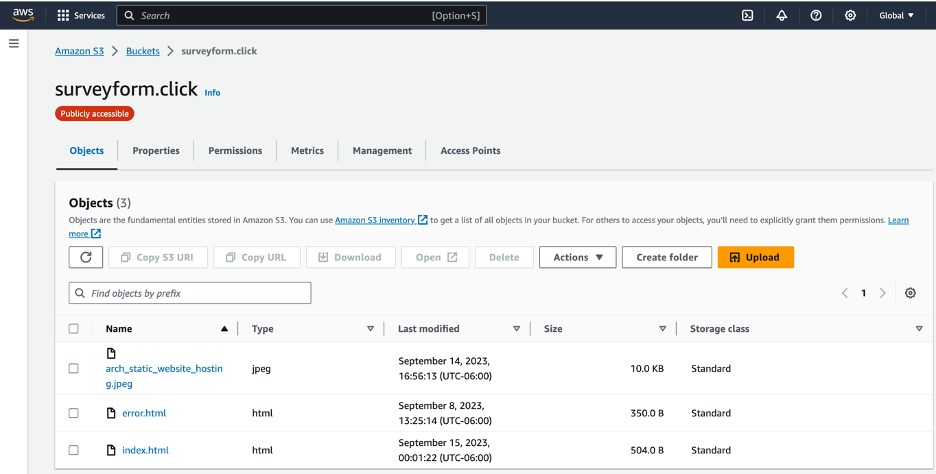 aws Services Search [Option+S] Global
Amazon S3 > Buckets > surveyform.click
surveyform.click Info
Publicly accessible
Objects Properties Permissions Metrics Management Access Points
Objects (3)
Objects are the fundamental entities stored in Amazon S3. You can use Amazon S3 inventory to get a list of all objects in your bucket. For others to access your objects, you'll need to explicitly grant them permissions. Learn
more
Copy S3 URI Copy URL Download Open Delete Actions Create folder Upload
Find objects by prefix 1
Name Type Last modified Size Storage class
arch_static_website_hostin
g.jpeg
jpeg
September 14, 2023,
16:56:13 (UTC-06:00)
10.0 KB
Standard
error.html
html
September 8, 2023,
13:25:14 (UTC-06:00)
350.0 B
Standard
index.html
html
September 15, 2023,
00:01:22 (UTC-06:00)
504.0 B
Standard